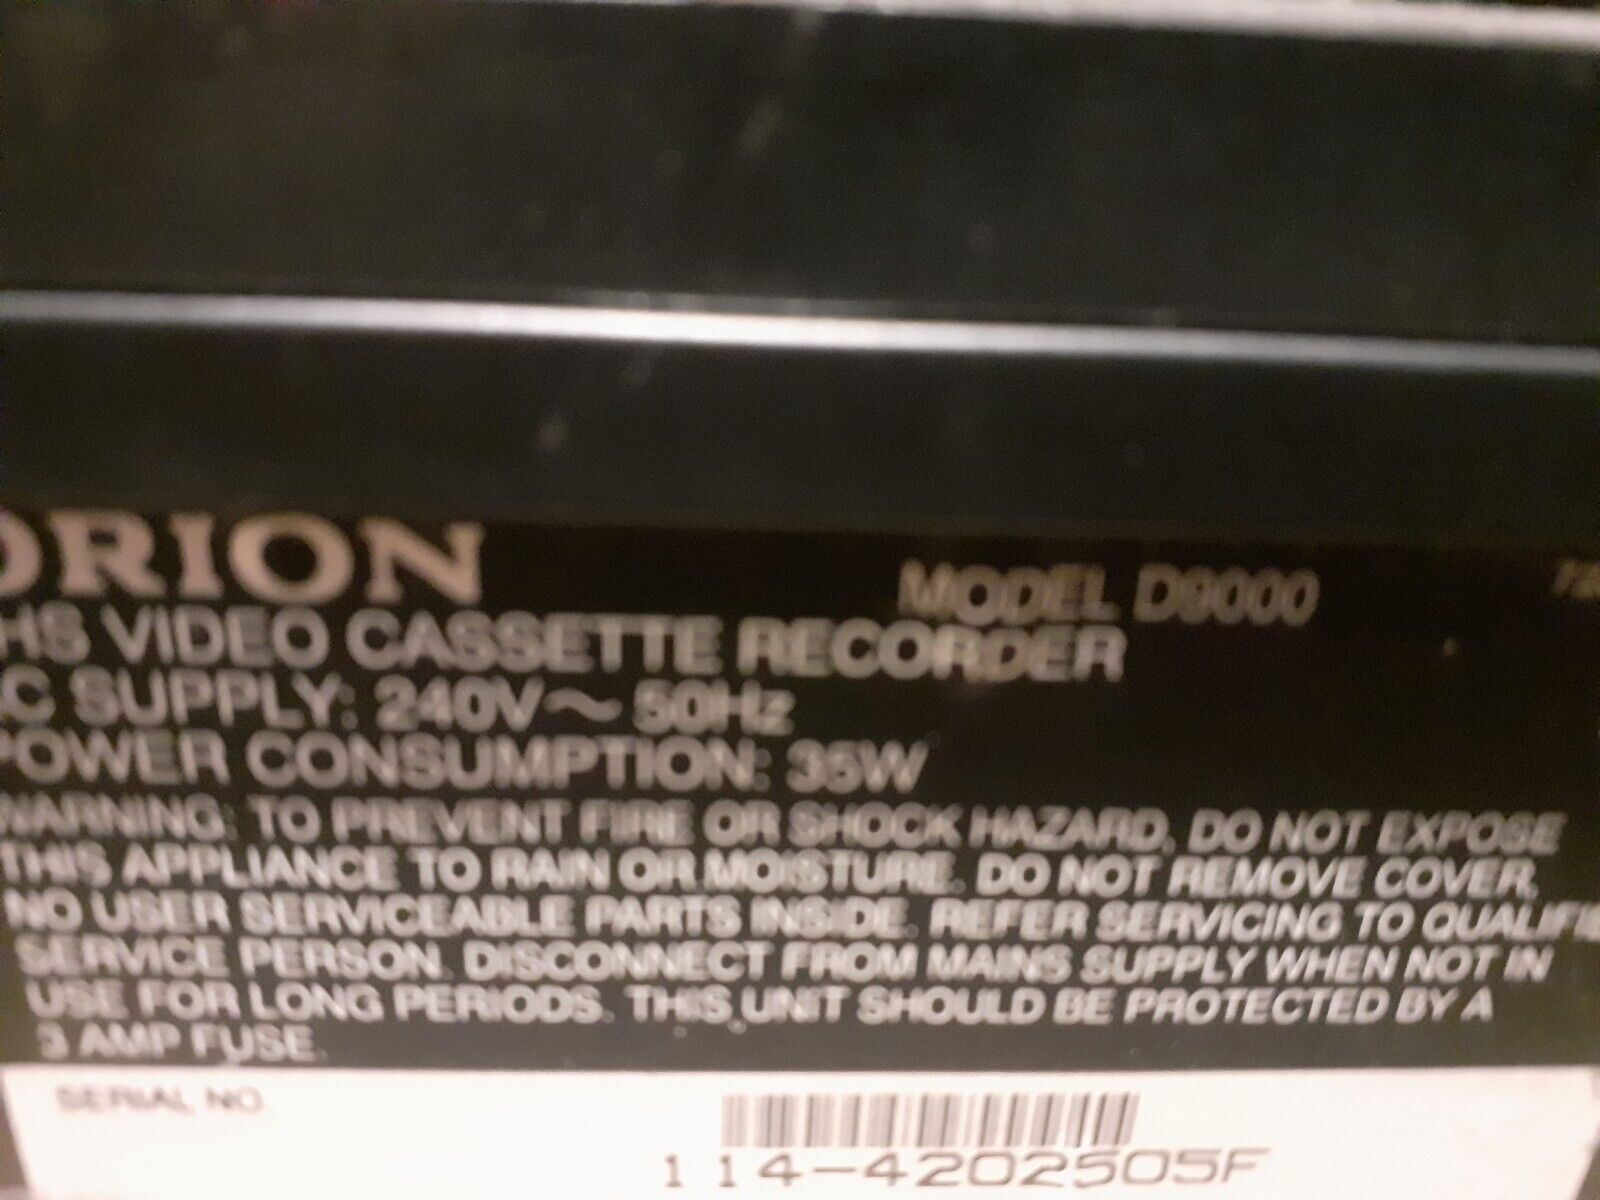 ORION MODEL D9000
HS VIDEO CASSETTE RECORDER
C SUPPLY: 240V～ 50Hz
POWER CONSUMPTION: 35W
WARNING: TO PREVENT FIRE OR SHOCK HAZARD, DO NOT EXPOSE
THIS APPLIANCE TO RAIN OR MOISTURE. DO NOT REMOVE COVER,
NO USER SERVICEABLE PARTS INSIDE. REFER SERVICING TO QUALIFIE
SERVICE PERSON. DISCONNECT FROM MAINS SUPPLY WHEN NOT IN
USE FOR LONG PERIODS. THIS UNIT SHOULD BE PROTECTED BY A
3 AMP FUSE.
SERIAL NO.
114-4202505F